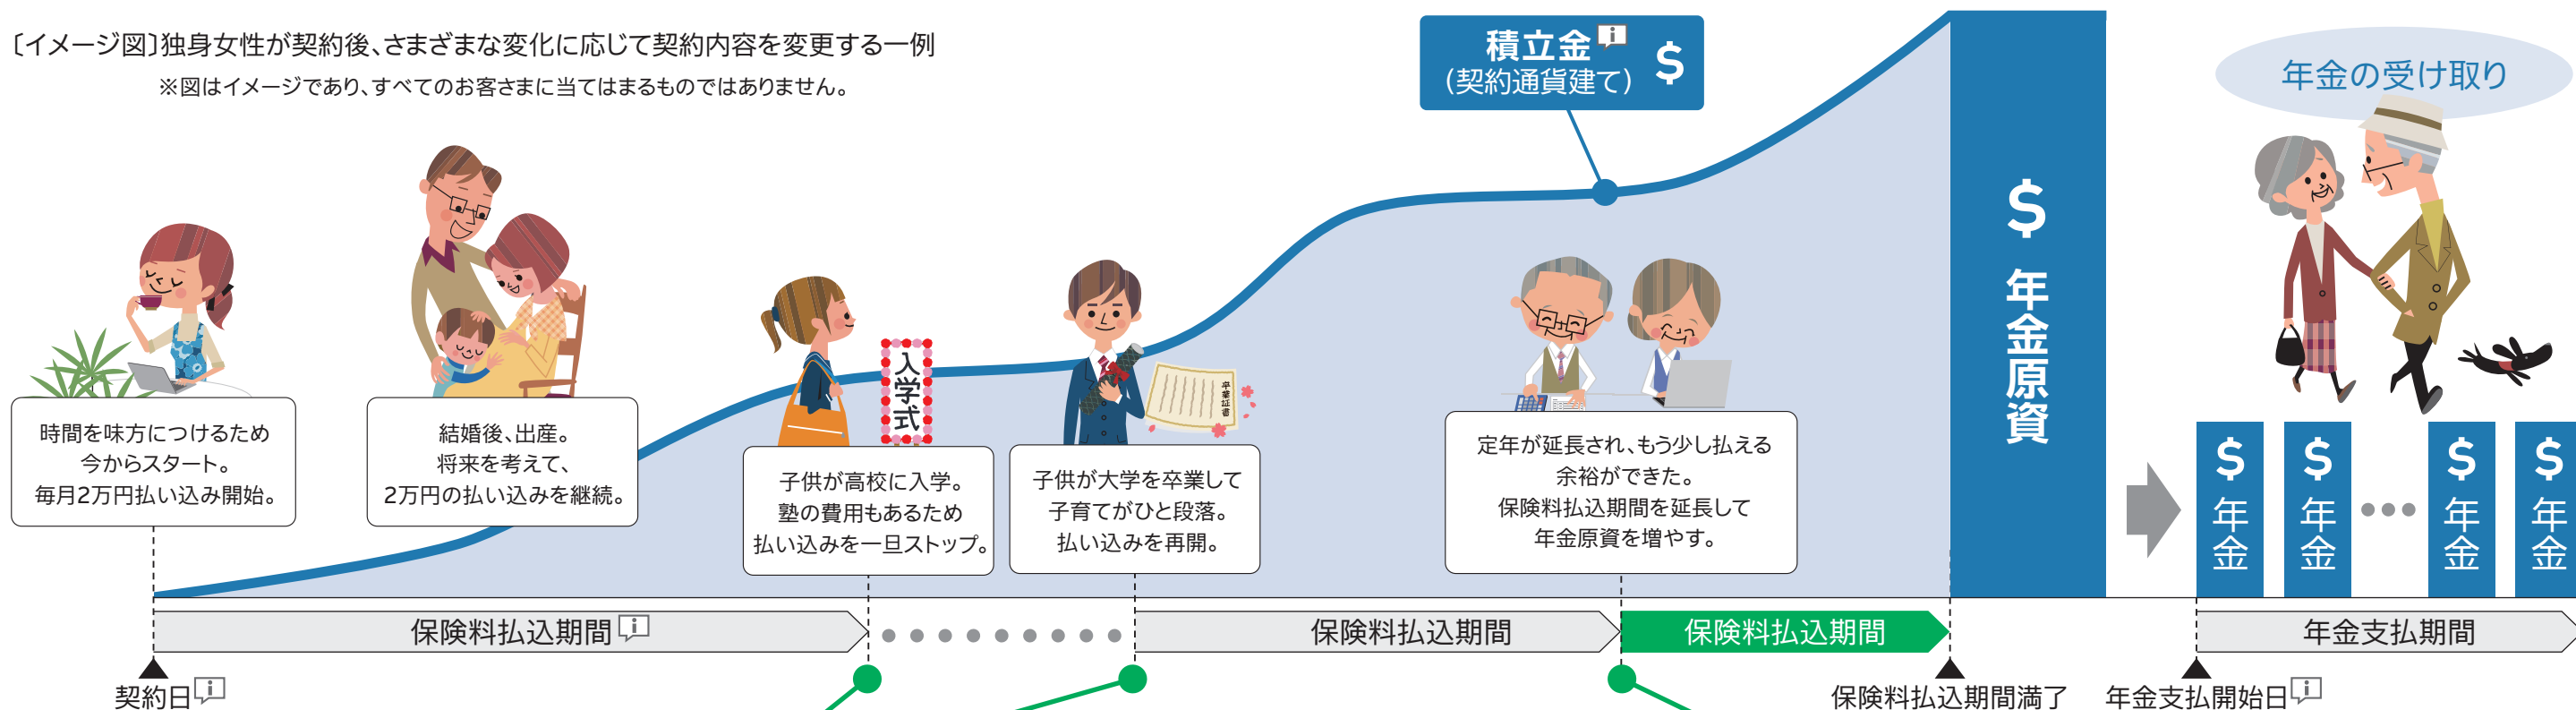 〔イメージ図〕独身女性が契約後、さまざまな変化に応じて契約内容を変更する一例
※図はイメージであり、すべてのお客さまに当てはまるものではありません。
積立金 i
（契約通貨建て）
$
年金の受け取り
時間を味方につけるため
今からスタート。
毎月2万円払い込み開始。
結婚後、出産。
将来を考えて、
2万円の払い込みを継続。
入学式
子供が高校に入学。
塾の費用もあるため
払い込みを一旦ストップ。
卒業証書
子供が大学を卒業して
子育てがひと段落。
払い込みを再開。
定年が延長され、もう少し払える
余裕ができた。
保険料払込期間を延長して
年金原資を増やす。
$ 年金原資
$ 年金
$ 年金
$ 年金
$ 年金
保険料払込期間 i
保険料払込期間
保険料払込期間
年金支払期間
契約日 i
保険料払込期間満了
年金支払開始日 i